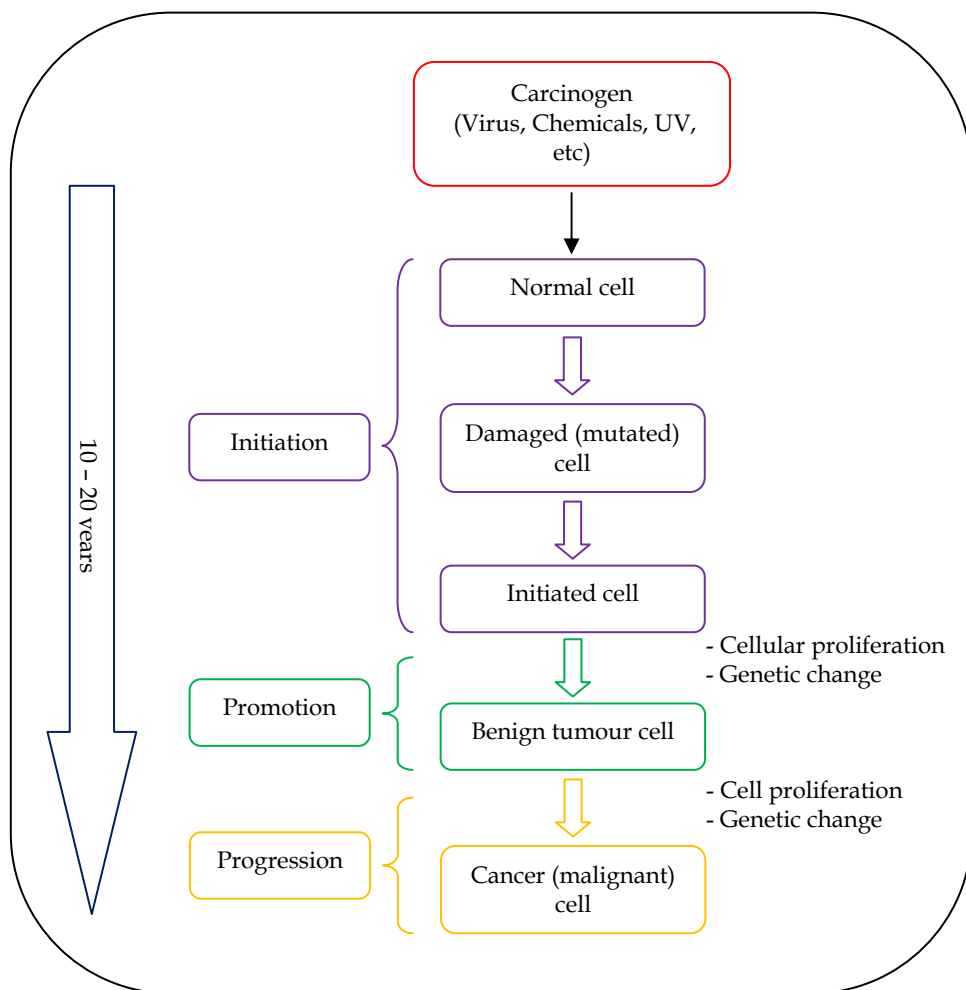 Carcinogen
(Virus, Chemicals, UV,
etc)
Normal cell
Initiation
Damaged (mutated)
cell
10 – 20 vears
Initiated cell
- Cellular proliferation
- Genetic change
Promotion
Benign tumour cell
- Cell proliferation
- Genetic change
Progression
Cancer (malignant)
cell